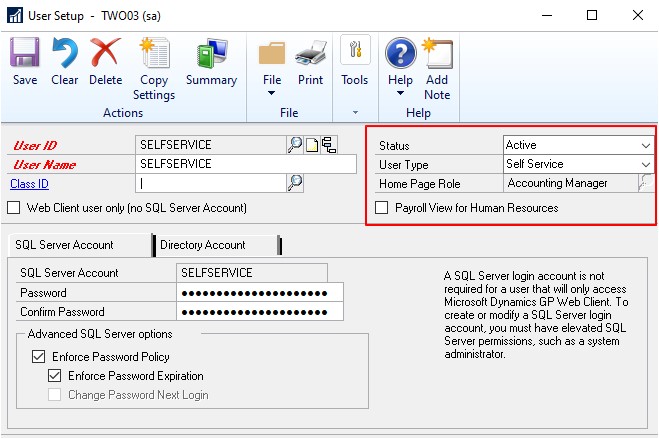 User Setup - TWO03 (sa)
Save Clear Delete Copy Settings Summary File Print Tools Help Add Note
Actions File Help
User ID SELFSERVICE
User Name SELFSERVICE
Class ID
Web Client user only (no SQL Server Account)
Status Active
User Type Self Service
Home Page Role Accounting Manager
Payroll View for Human Resources
SQL Server Account Directory Account
SQL Server Account SELFSERVICE
Password ●●●●●●●●●●●●●●●●●●●●●
Confirm Password ●●●●●●●●●●●●●●●●●●●●●
Advanced SQL Server options
Enforce Password Policy
Enforce Password Expiration
Change Password Next Login
A SQL Server login account is not
required for a user that will only access
Microsoft Dynamics GP Web Client. To
create or modify a SQL Server login
account, you must have elevated SQL
Server permissions, such as a system
administrator.